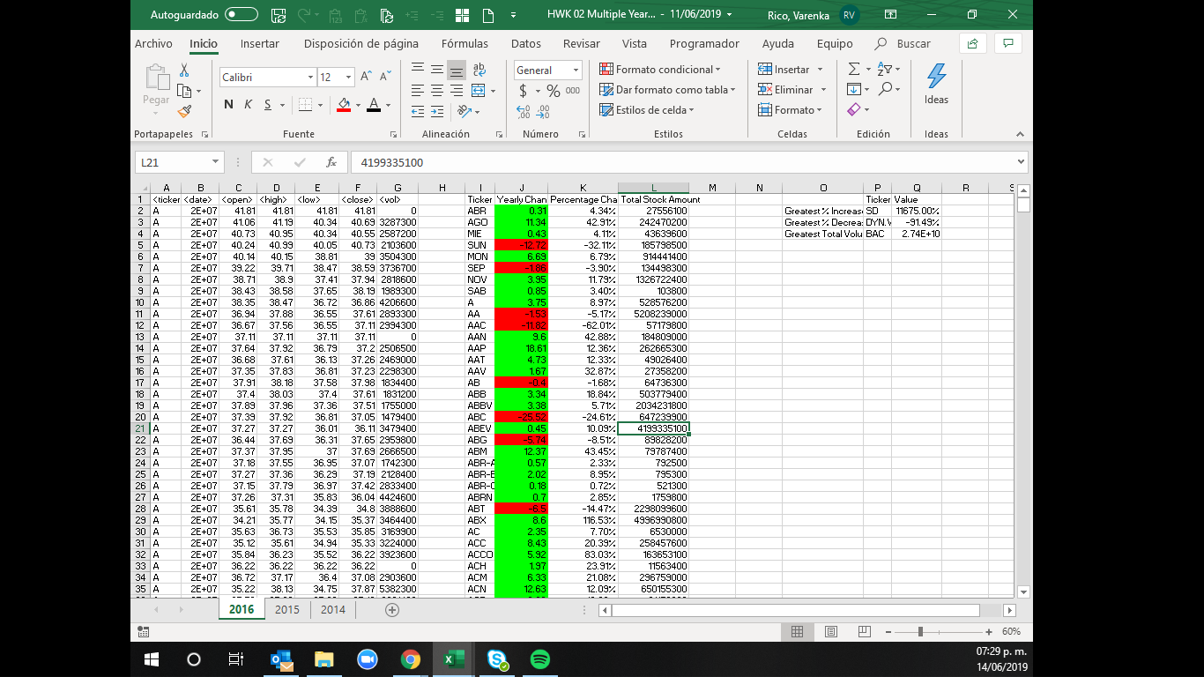 Autoguardado HWK 02 Multiple Year... - 11/06/2019 Rico, Varenka RV
Archivo Inicio Insertar Disposición de página Fórmulas Datos Revisar Vista Programador Ayuda Equipo Buscar
Pegar Calibri 12 General Formato condicional Insertar Ideas
N K S $ % 000 Dar formato como tabla Eliminar
Estilos de celda Formato
Portapapeles Fuente Alineación Número Estilos Celdas Edición Ideas
L21 fx 4199335100
A B C D E F G H I J K L M N O P Q R S
1 <ticker <date> <open> <high> <low> <close> <vol> Ticker Yearly Chan Percentage Cha Total Stock Amount Ticker Value
2 A 2E+07 41.81 41.81 41.81 41.81 0 ABR 0.31 4.34% 27556100 Greatest % Increas SD 11675.00%
3 A 2E+07 41.06 41.19 40.34 40.69 3287300 AGO 11.34 42.91% 242470200 Greatest % Decrea: DYN.V -91.49%
4 A 2E+07 40.73 40.95 40.34 40.55 2587200 MIE 0.43 4.11% 43639600 Greatest Total Volu BAC 2.74E+10
5 A 2E+07 40.24 40.99 40.05 40.73 2103600 SUN -12.72 -32.11% 185798500
6 A 2E+07 40.14 40.15 38.81 39 3504300 MON 6.69 6.79% 914441400
7 A 2E+07 39.22 39.71 38.47 38.59 3736700 SEP -1.66 -3.90% 134498300
8 A 2E+07 38.71 38.9 37.41 37.94 2818600 NOV 3.95 11.79% 1326722400
9 A 2E+07 38.43 38.58 37.65 38.19 1989300 SAB 0.85 3.40% 103800
10 A 2E+07 38.35 38.47 36.72 36.86 4206600 A 3.75 8.97% 528576200
11 A 2E+07 36.94 37.88 36.55 37.61 2893300 AA -1.53 -5.17% 5208239000
12 A 2E+07 36.67 37.56 36.55 37.11 2994300 AAC -11.82 -62.01% 57179800
13 A 2E+07 37.11 37.11 37.11 37.11 0 AAN 9.6 42.88% 184809000
14 A 2E+07 37.64 37.92 36.79 37.2 2506500 AAP 18.61 12.36% 262665300
15 A 2E+07 36.68 37.61 36.13 37.26 2469000 AAT 4.73 12.33% 49026400
16 A 2E+07 37.35 37.83 36.81 37.23 2298300 AAV 1.67 32.87% 27358200
17 A 2E+07 37.91 38.18 37.58 37.98 1834400 AB -0.4 -1.68% 64736300
18 A 2E+07 37.4 38.03 37.4 37.61 1831200 ABB 3.34 18.84% 503779400
19 A 2E+07 37.89 37.96 37.36 37.51 1755000 ABBV 3.38 5.71% 2034231800
20 A 2E+07 37.39 37.92 36.81 37.05 1479400 ABC -25.52 -24.61% 647239900
21 A 2E+07 37.27 37.27 36.01 36.11 3479400 ABEV 0.45 10.09% 4199335100
22 A 2E+07 36.44 37.69 36.31 37.65 2959800 ABG -5.74 -8.51% 89828200
23 A 2E+07 37.37 37.95 37 37.69 2666500 ABM 12.37 43.45% 79787400
24 A 2E+07 37.18 37.55 36.95 37.07 1742300 ABR-A 0.57 2.33% 792500
25 A 2E+07 37.27 37.36 36.29 37.19 2128400 ABR-E 2.02 8.95% 795300
26 A 2E+07 37.15 37.79 36.97 37.42 2833400 ABR-C 0.18 0.72% 521300
27 A 2E+07 37.26 37.31 35.83 36.04 4424600 ABRN 0.7 2.85% 1759800
28 A 2E+07 35.61 35.78 34.39 34.8 3888600 ABT -6.5 -14.47% 2298099600
29 A 2E+07 34.21 35.77 34.15 35.37 3464400 ABX 8.6 116.53% 4996990800
30 A 2E+07 35.63 36.73 35.53 35.85 3169900 AC 2.35 7.70% 6530000
31 A 2E+07 35.12 35.61 34.94 35.33 3224000 ACC 8.43 20.39% 258457600
32 A 2E+07 35.84 36.23 35.52 36.22 3923600 ACCO 5.92 83.03% 163653100
33 A 2E+07 36.22 36.22 36.22 36.22 0 ACH 1.97 23.91% 11563400
34 A 2E+07 36.72 37.17 36.4 37.08 2903600 ACM 6.33 21.08% 296759000
35 A 2E+07 35.22 38.13 34.75 37.87 5382300 ACN 12.63 12.09% 650155300
2016 2015 2014
60%
07:29 p. m.
14/06/2019